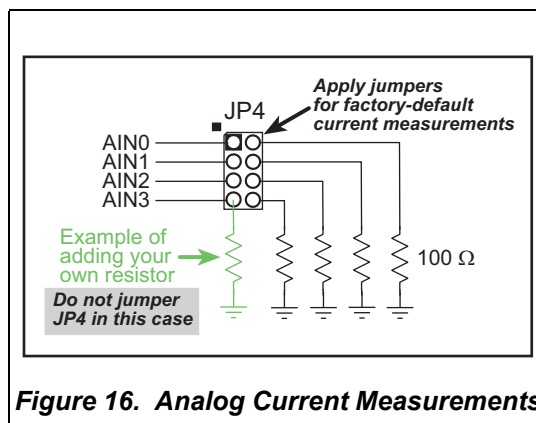 Apply jumpers
for factory-default
current measurements
JP4
AIN0
AIN1
AIN2
AIN3
Example of
adding your
own resistor
Do not jumper
JP4 in this case
100 Ω
Figure 16. Analog Current Measurements